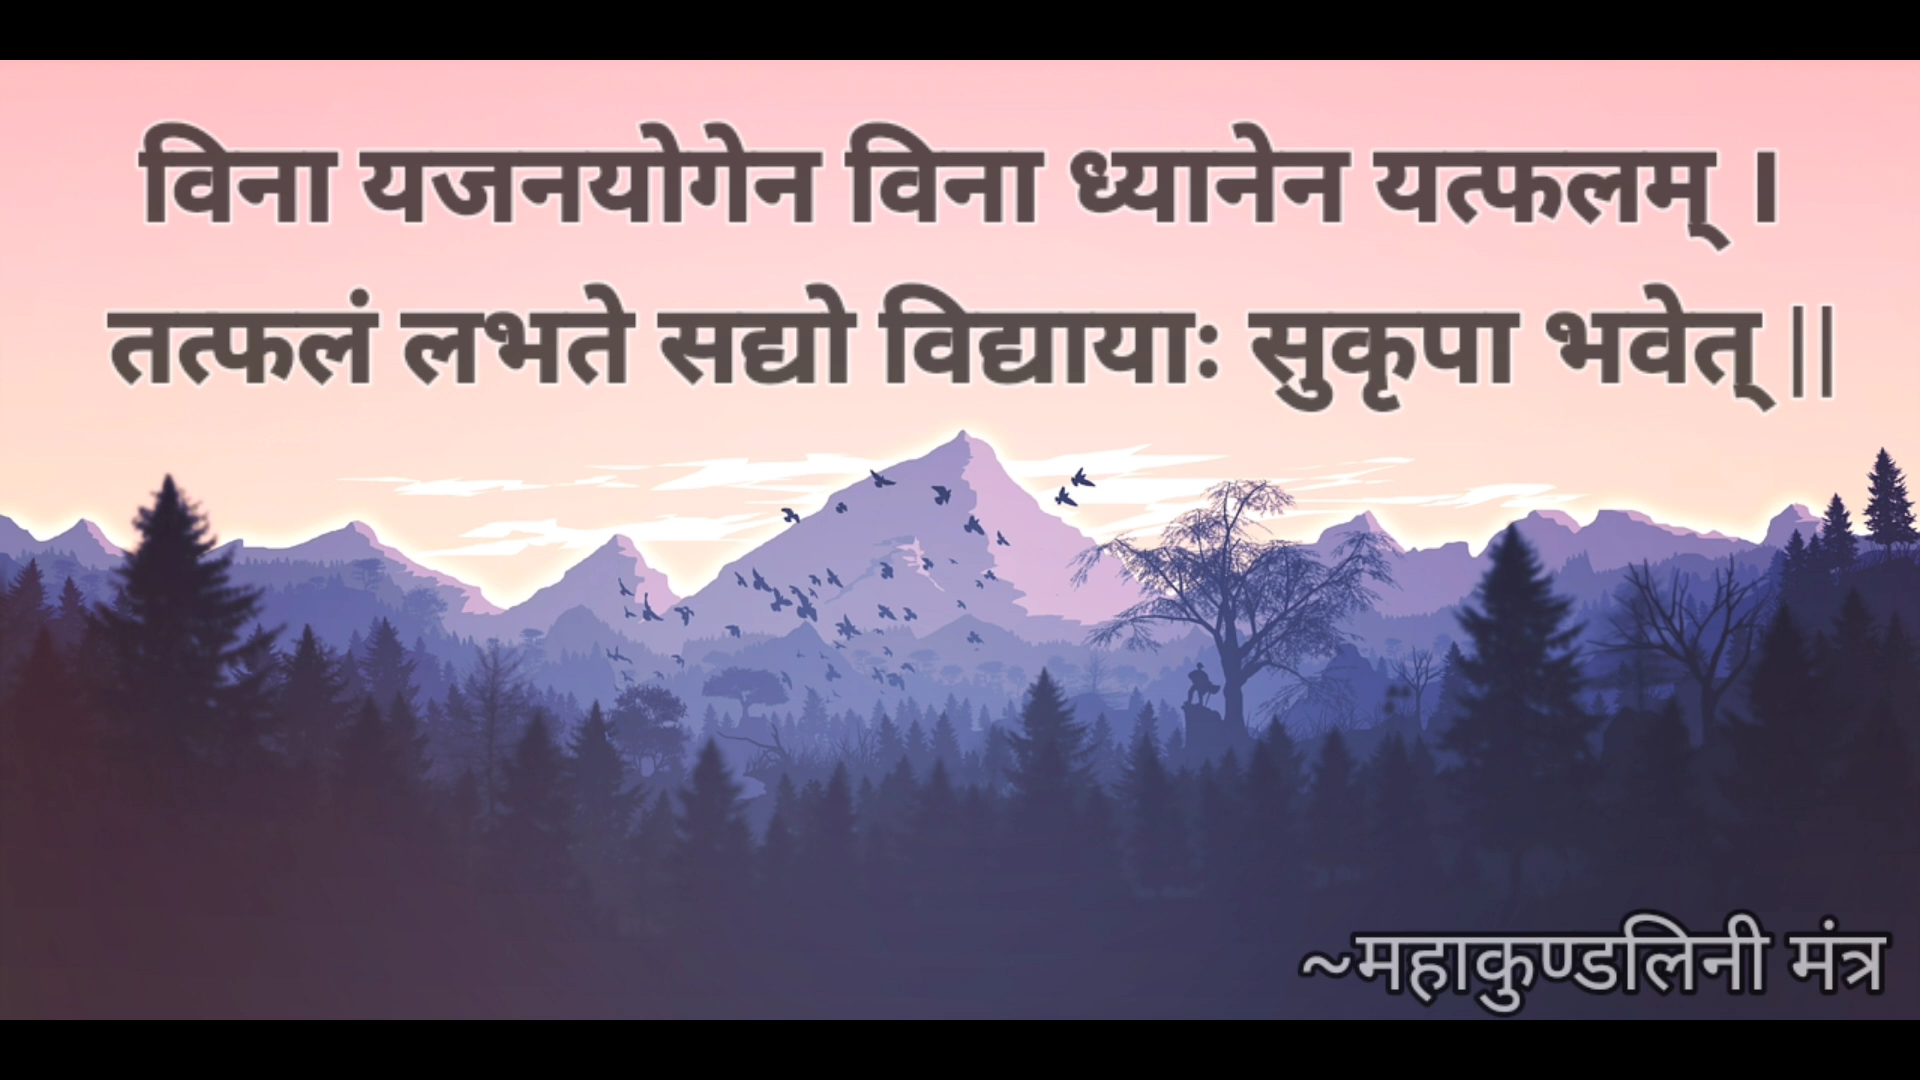 विना यजनयोगेन विना ध्यानेन यत्फलम् ।
तत्फलं लभते सद्यो विद्यायाः सुकृपा भवेत् ||
~महाकुण्डलिनी मंत्र